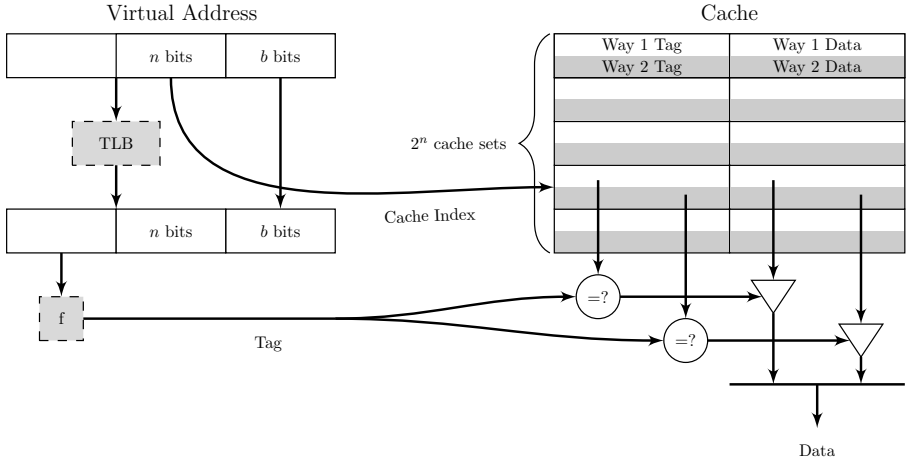 Virtual Address
Cache
n bits
b bits
Way 1 Tag
Way 1 Data
Way 2 Tag
Way 2 Data
TLB
2ⁿ cache sets
n bits
b bits
Cache Index
f
=?
Tag
=?
Data